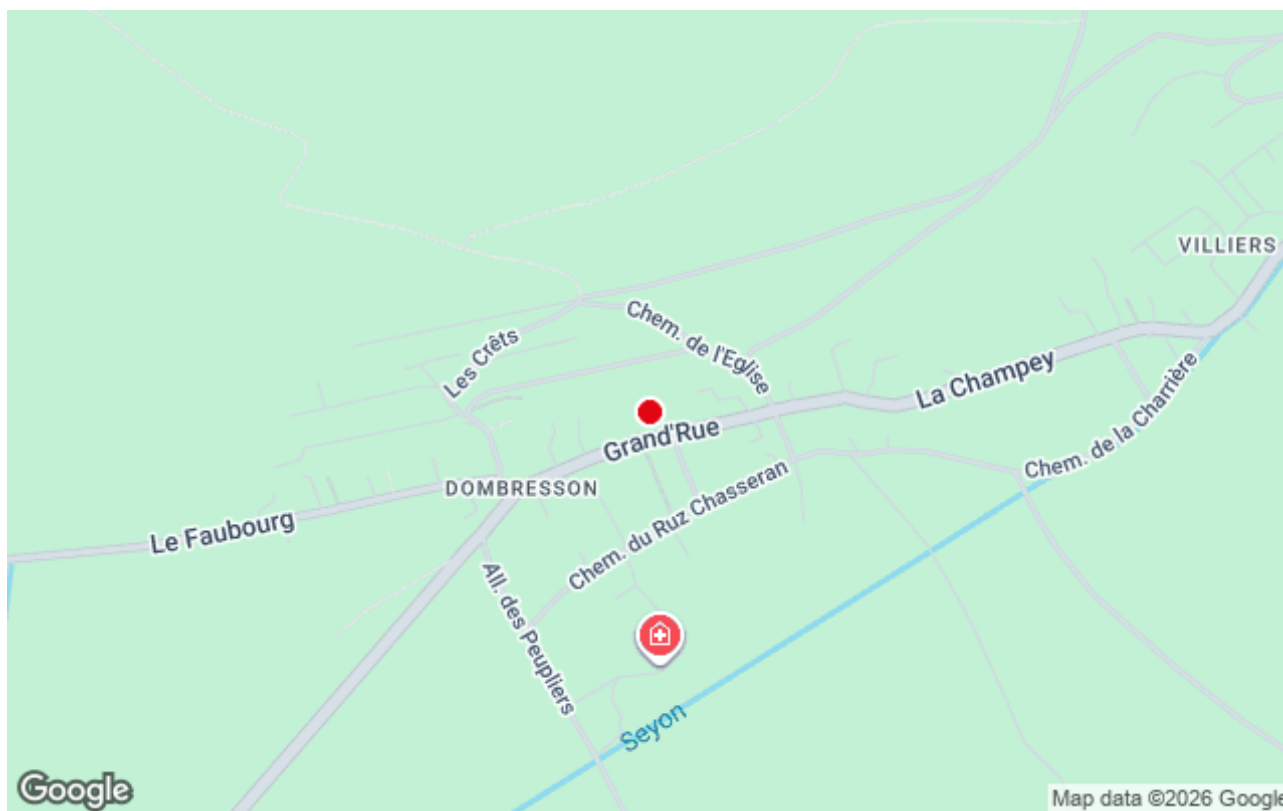 VILLIERS
Chem. de l'Eglise
Les Crêts
La Champey
Chem. de la Charrière
Grand'Rue
DOMBRESSON
Chem. du Ruz Chasseran
Le Faubourg
All. des Peupliers
Seyon
Google
Map data ©2026 Google